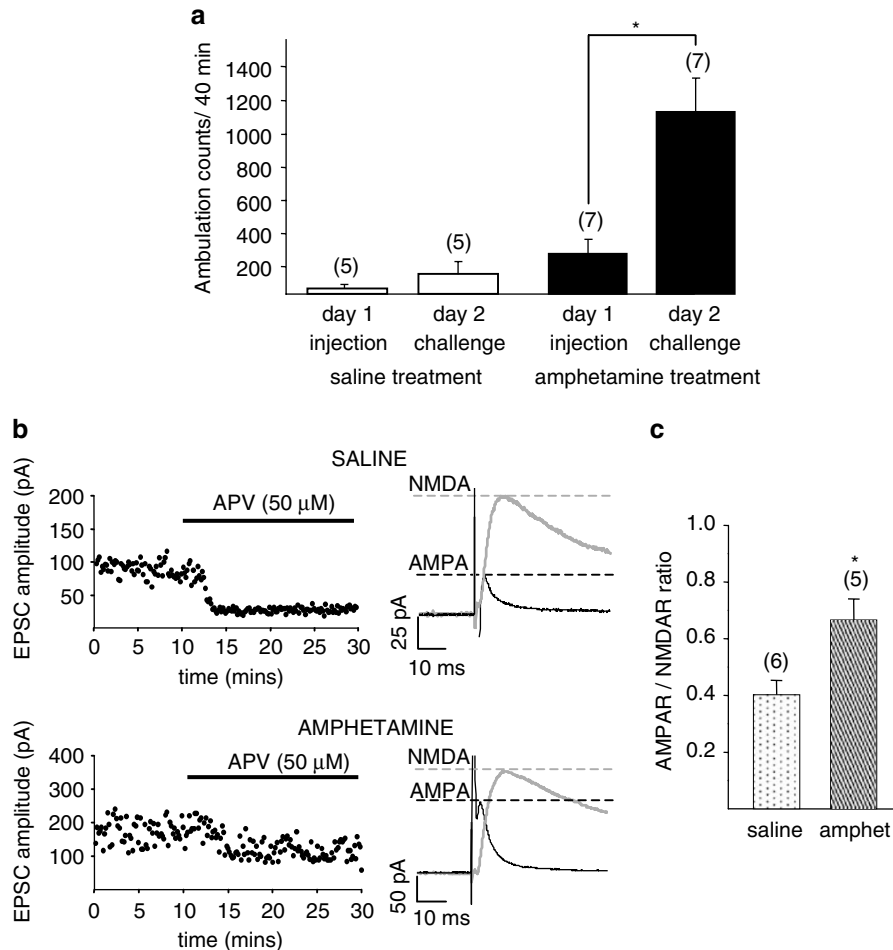 a
*
Ambulation counts/ 40 min
1400
1200
1000
800
600
400
200
(5)
(5)
(7)
(7)
day 1 day 2 day 1 day 2
injection challenge injection challenge
saline treatment amphetamine treatment
b
SALINE
EPSC amplitude (pA)
200
150
100
50
APV (50 μM)
0 5 10 15 20 25 30
time (mins)
NMDA
AMPA
25 pA
10 ms
AMPHETAMINE
EPSC amplitude (pA)
400
300
200
100
APV (50 μM)
0 5 10 15 20 25 30
time (mins)
NMDA
AMPA
50 pA
10 ms
c
AMPAR / NMDAR ratio
1.0
0.8
0.6
0.4
0.2
(6)
*
(5)
saline amphet